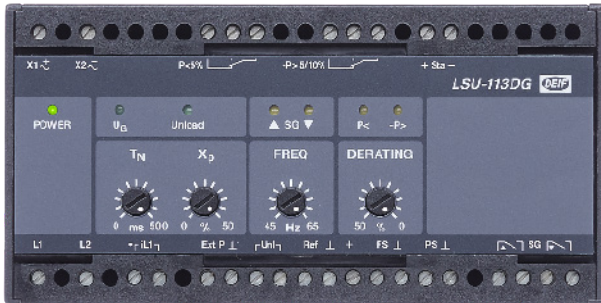 X1 X2 P<5% -P>5/10% + Sta -
LSU-113DG DEIF
POWER UG Unload ▲ SG ▼ P< -P>
TN Xp FREQ DERATING
0 ms 500 0 % 50 45 Hz 65 50 % 0
L1 L2 iL1 Ext P ⊥ Unl Ref ⊥ + FS ⊥ PS ⊥ SG